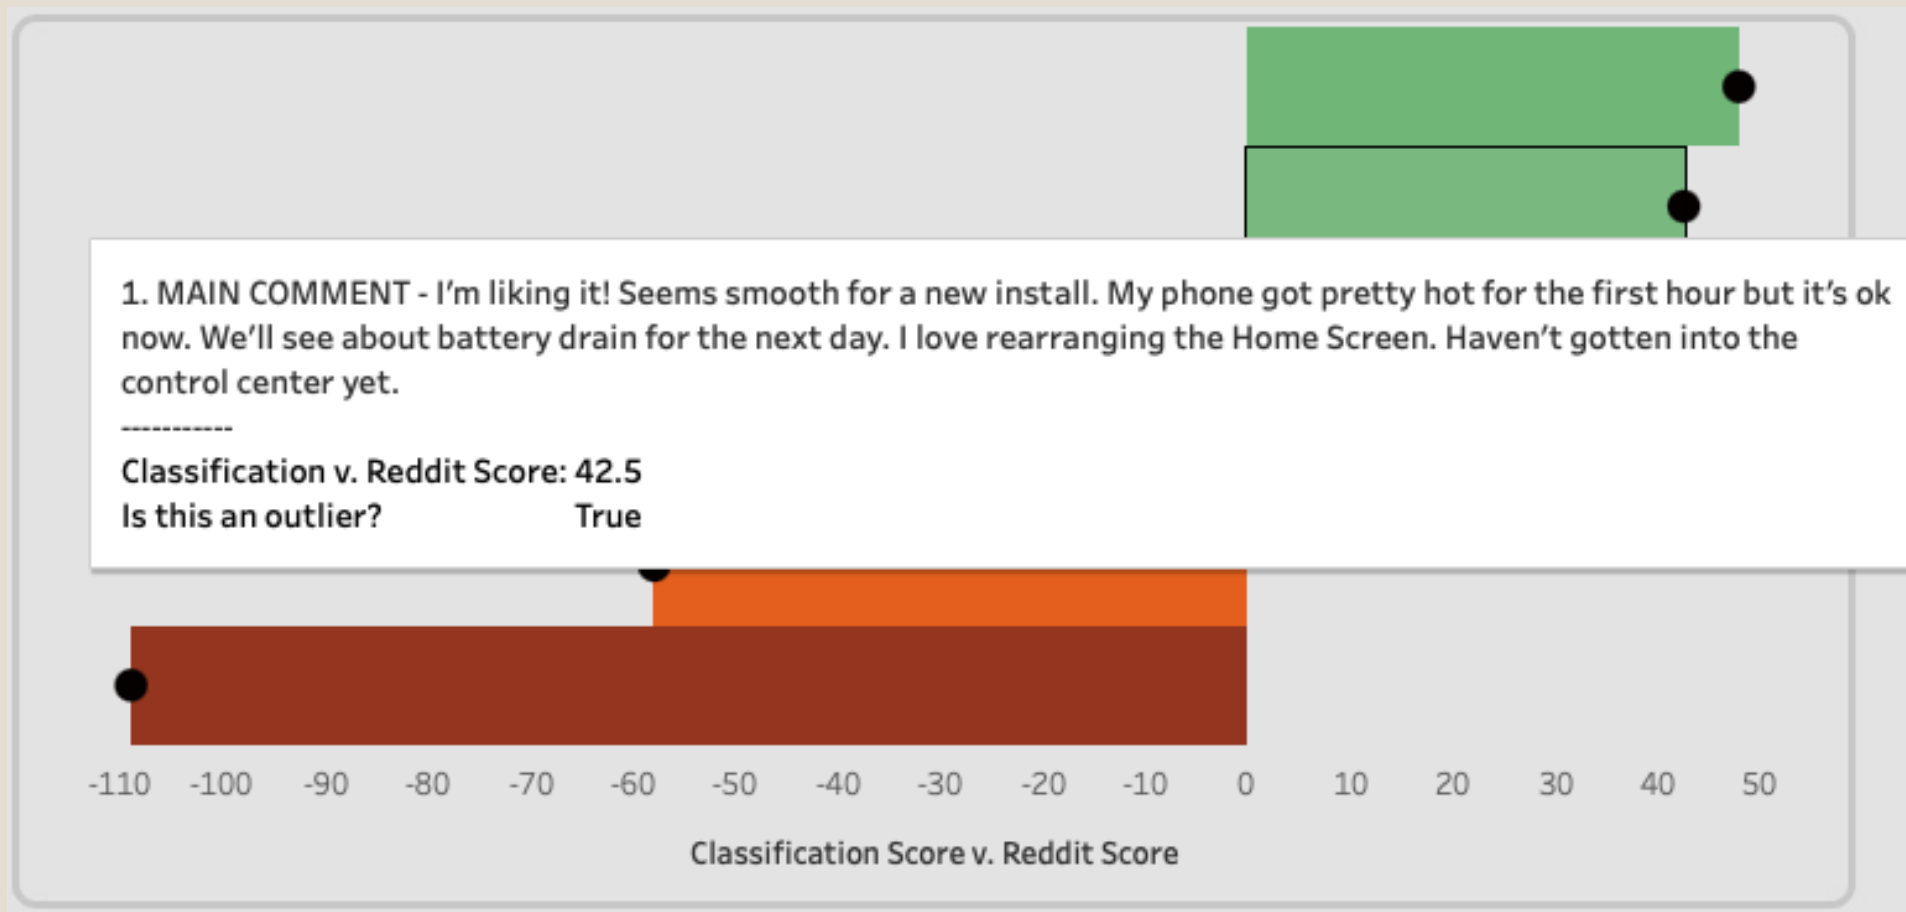 1. MAIN COMMENT - I’m liking it! Seems smooth for a new install. My phone got pretty hot for the first hour but it’s ok
now. We’ll see about battery drain for the next day. I love rearranging the Home Screen. Haven’t gotten into the
control center yet.
-----------
Classification v. Reddit Score: 42.5
Is this an outlier? True
-110 -100 -90 -80 -70 -60 -50 -40 -30 -20 -10 0 10 20 30 40 50
Classification Score v. Reddit Score